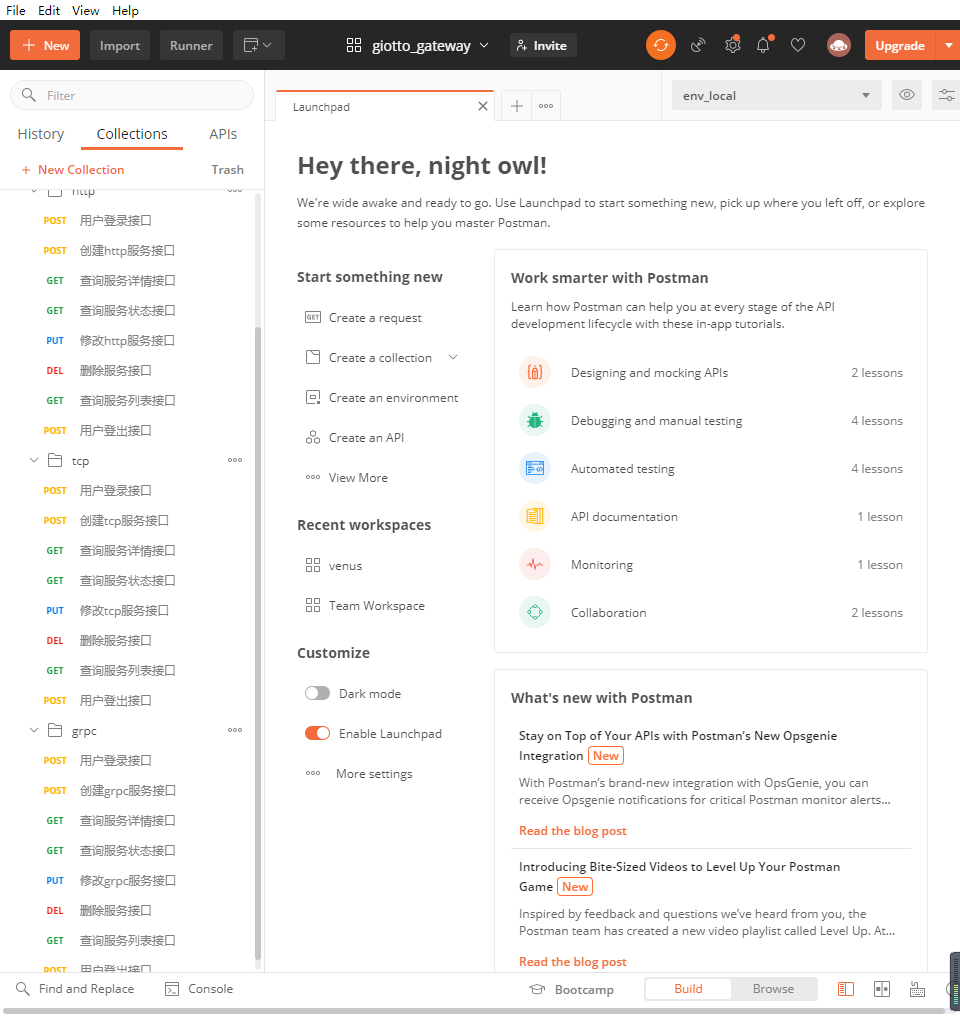 File Edit View Help
New Import Runner giotto_gateway Invite Upgrade
Filter
History Collections APIs
New Collection Trash
http
POST 用户登录接口
POST 创建http服务接口
GET 查询服务详情接口
GET 查询服务状态接口
PUT 修改http服务接口
DEL 删除服务接口
GET 查询服务列表接口
POST 用户登出接口
tcp
POST 用户登录接口
POST 创建tcp服务接口
GET 查询服务详情接口
GET 查询服务状态接口
PUT 修改tcp服务接口
DEL 删除服务接口
GET 查询服务列表接口
POST 用户登出接口
grpc
POST 用户登录接口
POST 创建grpc服务接口
GET 查询服务详情接口
GET 查询服务状态接口
PUT 修改grpc服务接口
DEL 删除服务接口
GET 查询服务列表接口
POST 用户登出接口
Launchpad
env_local
Hey there, night owl!
We're wide awake and ready to go. Use Launchpad to start something new, pick up where you left off, or explore
some resources to help you master Postman.
Start something new
GET Create a request
Create a collection
Create an environment
Create an API
View More
Recent workspaces
venus
Team Workspace
Customize
Dark mode
Enable Launchpad
More settings
Work smarter with Postman
Learn how Postman can help you at every stage of the API
development lifecycle with these in-app tutorials.
Designing and mocking APIs 2 lessons
Debugging and manual testing 4 lessons
Automated testing 4 lessons
API documentation 1 lesson
Monitoring 1 lesson
Collaboration 2 lessons
What's new with Postman
Stay on Top of Your APIs with Postman’s New Opsgenie
Integration New
With Postman’s brand-new integration with OpsGenie, you can
receive Opsgenie notifications for critical Postman monitor alerts...
Read the blog post
Introducing Bite-Sized Videos to Level Up Your Postman
Game New
Inspired by feedback and questions we’ve heard from you, the
Postman team has created a new video playlist called Level Up. At...
Read the blog post
Find and Replace Console Bootcamp Build Browse